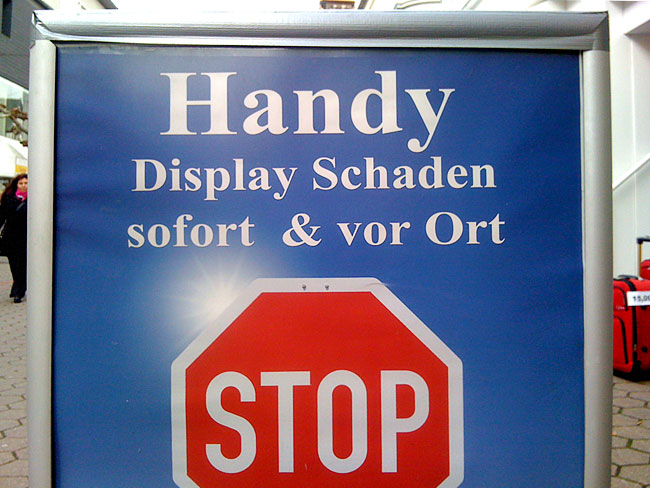 Handy
Display Schaden
sofort & vor Ort
STOP